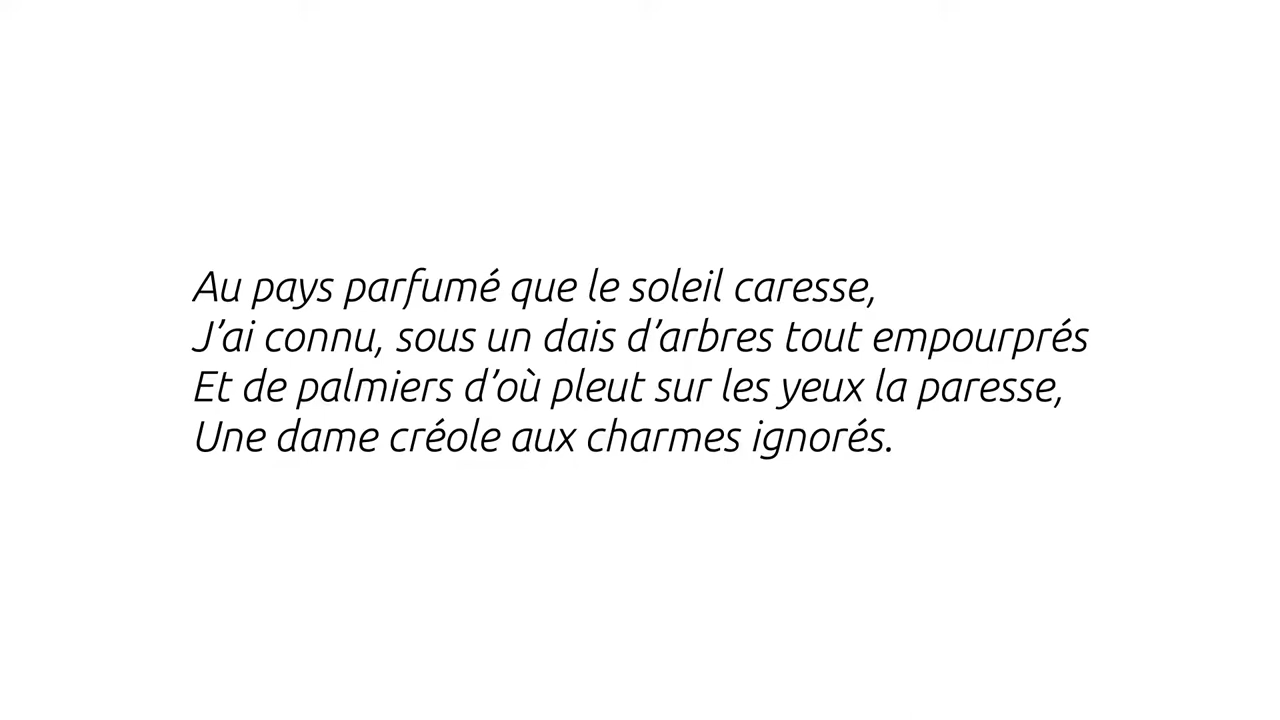 Au pays parfumé que le soleil caresse,
J’ai connu, sous un dais d’arbres tout empourprés
Et de palmiers d’où pleut sur les yeux la paresse,
Une dame créole aux charmes ignorés.